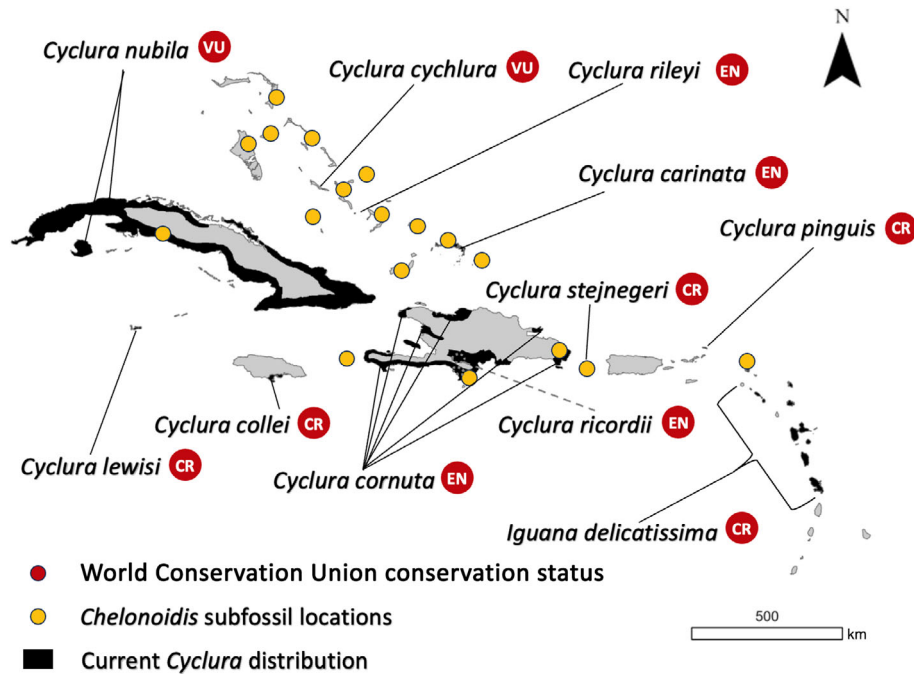 N
Cyclura nubila VU
Cyclura cychlura VU
Cyclura rileyi EN
Cyclura carinata EN
Cyclura pinguis CR
Cyclura stejnegeri CR
Cyclura collei CR
Cyclura ricordii EN
Cyclura lewisi CR
Cyclura cornuta EN
Iguana delicatissima CR
World Conservation Union conservation status
Chelonoidis subfossil locations
Current Cyclura distribution
500
km